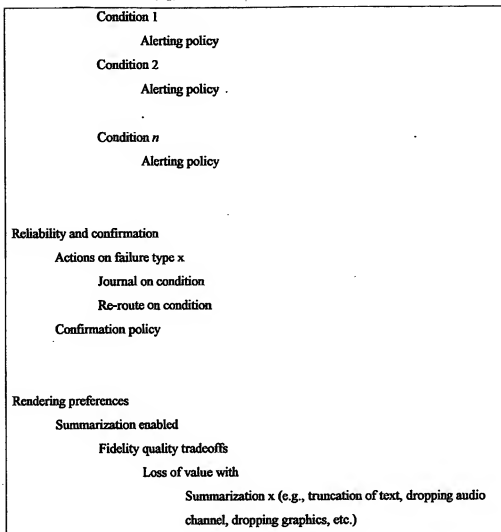 Condition 1
Alerting policy
Condition 2
Alerting policy .
.
Condition n
Alerting policy
Reliability and confirmation
Actions on failure type x
Journal on condition
Re-route on condition
Confirmation policy
Rendering preferences
Summarization enabled
Fidelity quality tradeoffs
Loss of value with
Summarization x (e.g., truncation of text, dropping audio
channel, dropping graphics, etc.)